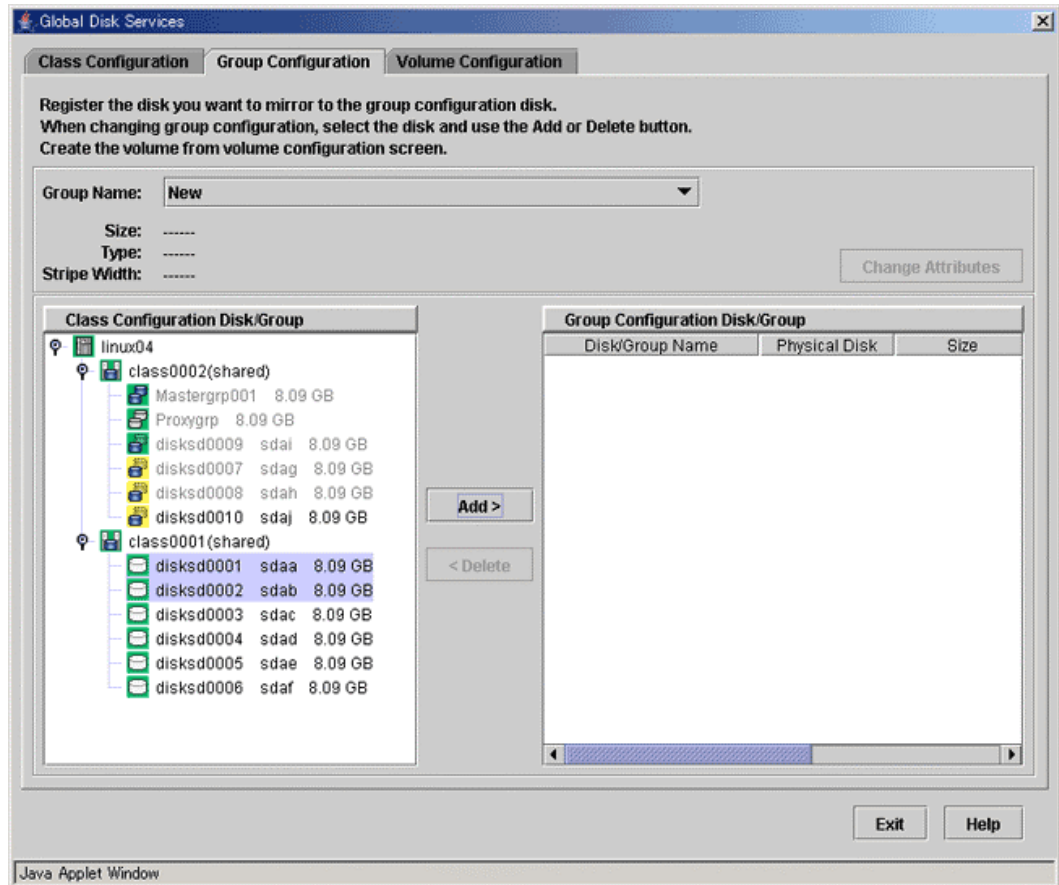 Global Disk Services
Class Configuration Group Configuration Volume Configuration
Register the disk you want to mirror to the group configuration disk.
When changing group configuration, select the disk and use the Add or Delete button.
Create the volume from volume configuration screen.
Group Name: New
Size: ------
Type: ------
Stripe Width: ------
Change Attributes
Class Configuration Disk/Group
linux04
class0002(shared)
Mastergrp001 8.09 GB
Proxygrp 8.09 GB
disksd0009 sdai 8.09 GB
disksd0007 sdag 8.09 GB
disksd0008 sdah 8.09 GB
disksd0010 sdaj 8.09 GB
class0001(shared)
disksd0001 sdaa 8.09 GB
disksd0002 sdab 8.09 GB
disksd0003 sdac 8.09 GB
disksd0004 sdad 8.09 GB
disksd0005 sdae 8.09 GB
disksd0006 sdaf 8.09 GB
Add >
< Delete
Group Configuration Disk/Group
Disk/Group Name Physical Disk Size
Exit Help
Java Applet Window